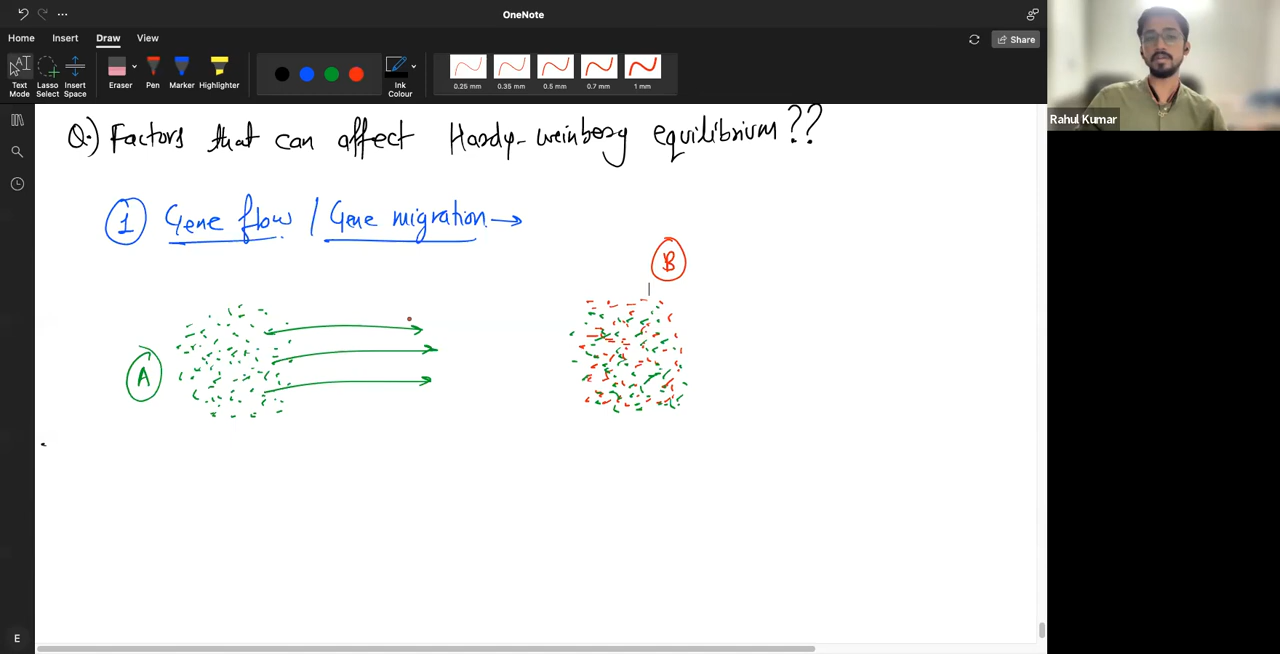 OneNote
Home Insert Draw View
Share
Text Mode
Lasso Select
Insert Space
Eraser
Pen
Marker
Highlighter
Ink Colour
0.25 mm 0.35 mm 0.5 mm 0.7 mm 1 mm
Rahul Kumar
Q.) Factors that can affect Hardy-weinberg equilibrium??
1 Gene flow / Gene migration →
B
A
E